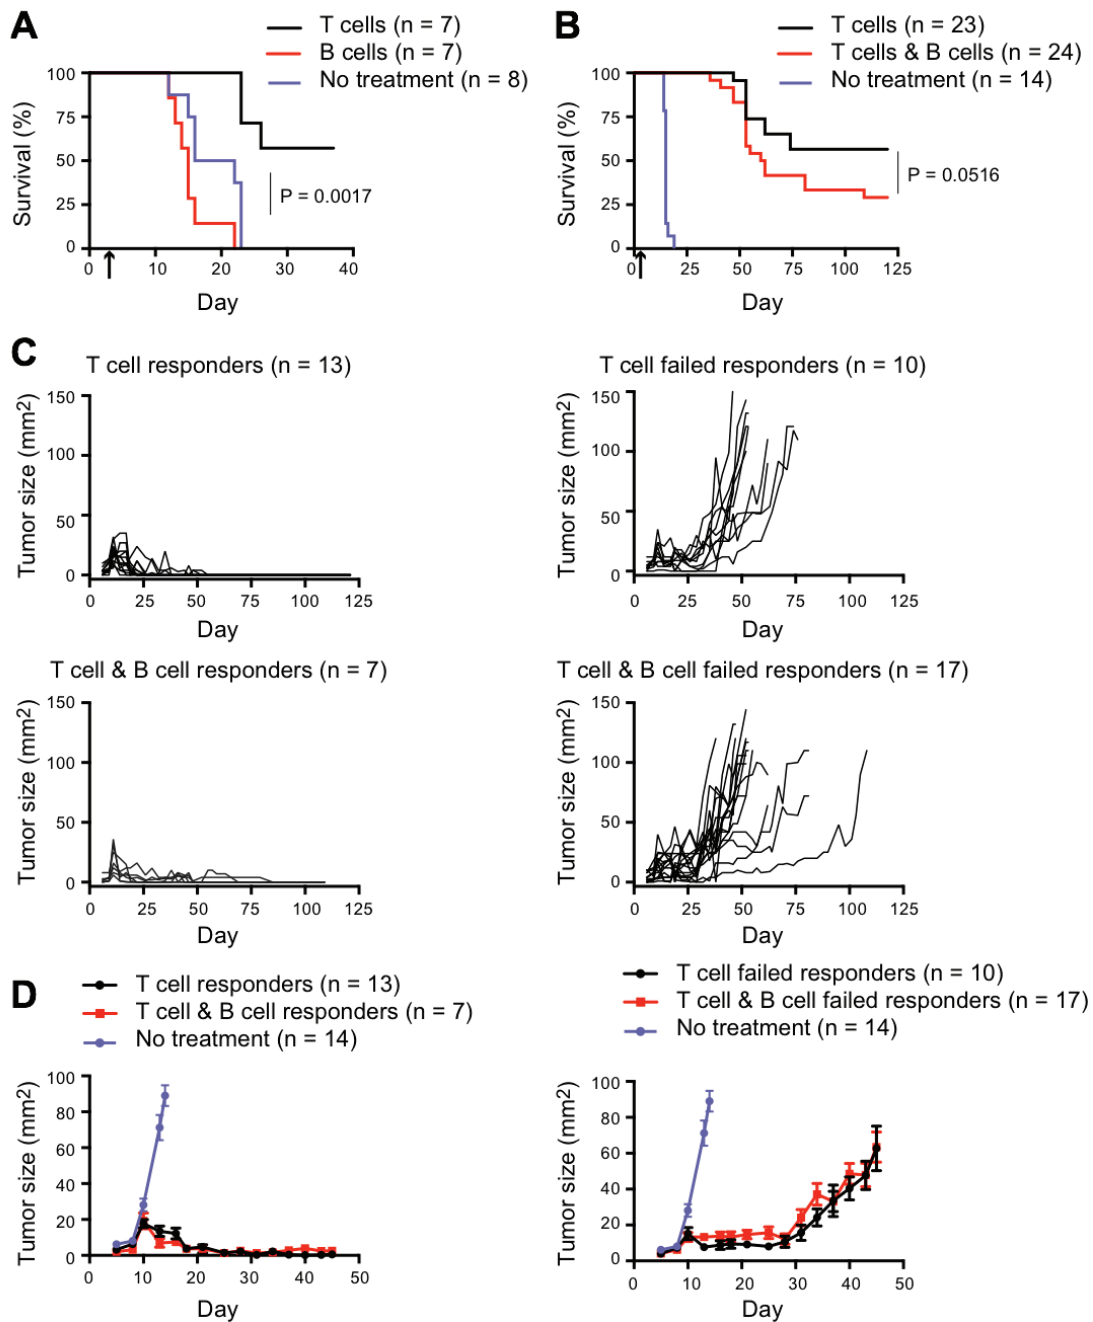 A
T cells (n = 7)
B cells (n = 7)
No treatment (n = 8)
Survival (%)
100
75
50
25
0
P = 0.0017
0 10 20 30 40
Day
B
T cells (n = 23)
T cells & B cells (n = 24)
No treatment (n = 14)
Survival (%)
100
75
50
25
0
P = 0.0516
0 25 50 75 100 125
Day
C
T cell responders (n = 13)
Tumor size (mm2)
150
100
50
0
0 25 50 75 100 125
Day
T cell failed responders (n = 10)
Tumor size (mm2)
150
100
50
0
0 25 50 75 100 125
Day
T cell & B cell responders (n = 7)
Tumor size (mm2)
150
100
50
0
0 25 50 75 100 125
Day
T cell & B cell failed responders (n = 17)
Tumor size (mm2)
150
100
50
0
0 25 50 75 100 125
Day
D
T cell responders (n = 13)
T cell & B cell responders (n = 7)
No treatment (n = 14)
Tumor size (mm2)
100
80
60
40
20
0
0 10 20 30 40 50
Day
T cell failed responders (n = 10)
T cell & B cell failed responders (n = 17)
No treatment (n = 14)
Tumor size (mm2)
100
80
60
40
20
0
0 10 20 30 40 50
Day